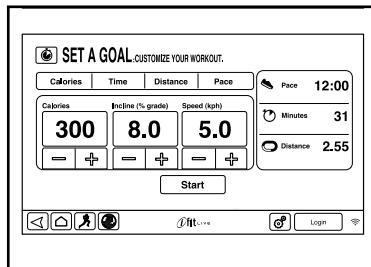 SET A GOAL: CUSTOMIZE YOUR WORKOUT.
Calories Time Distance Pace
Calories Incline (% grade) Speed (kph)
300 8.0 5.0
Start
Pace 12:00
Minutes 31
Distance 2.55
ifit LIVE
Login